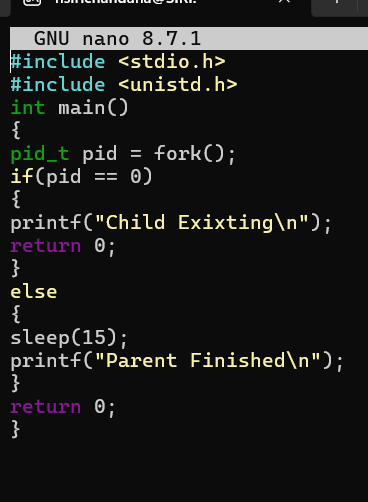 GNU nano 8.7.1
#include <stdio.h>
#include <unistd.h>
int main()
{
pid_t pid = fork();
if(pid == 0)
{
printf("Child Exixting\n");
return 0;
}
else
{
sleep(15);
printf("Parent Finished\n");
}
return 0;
}